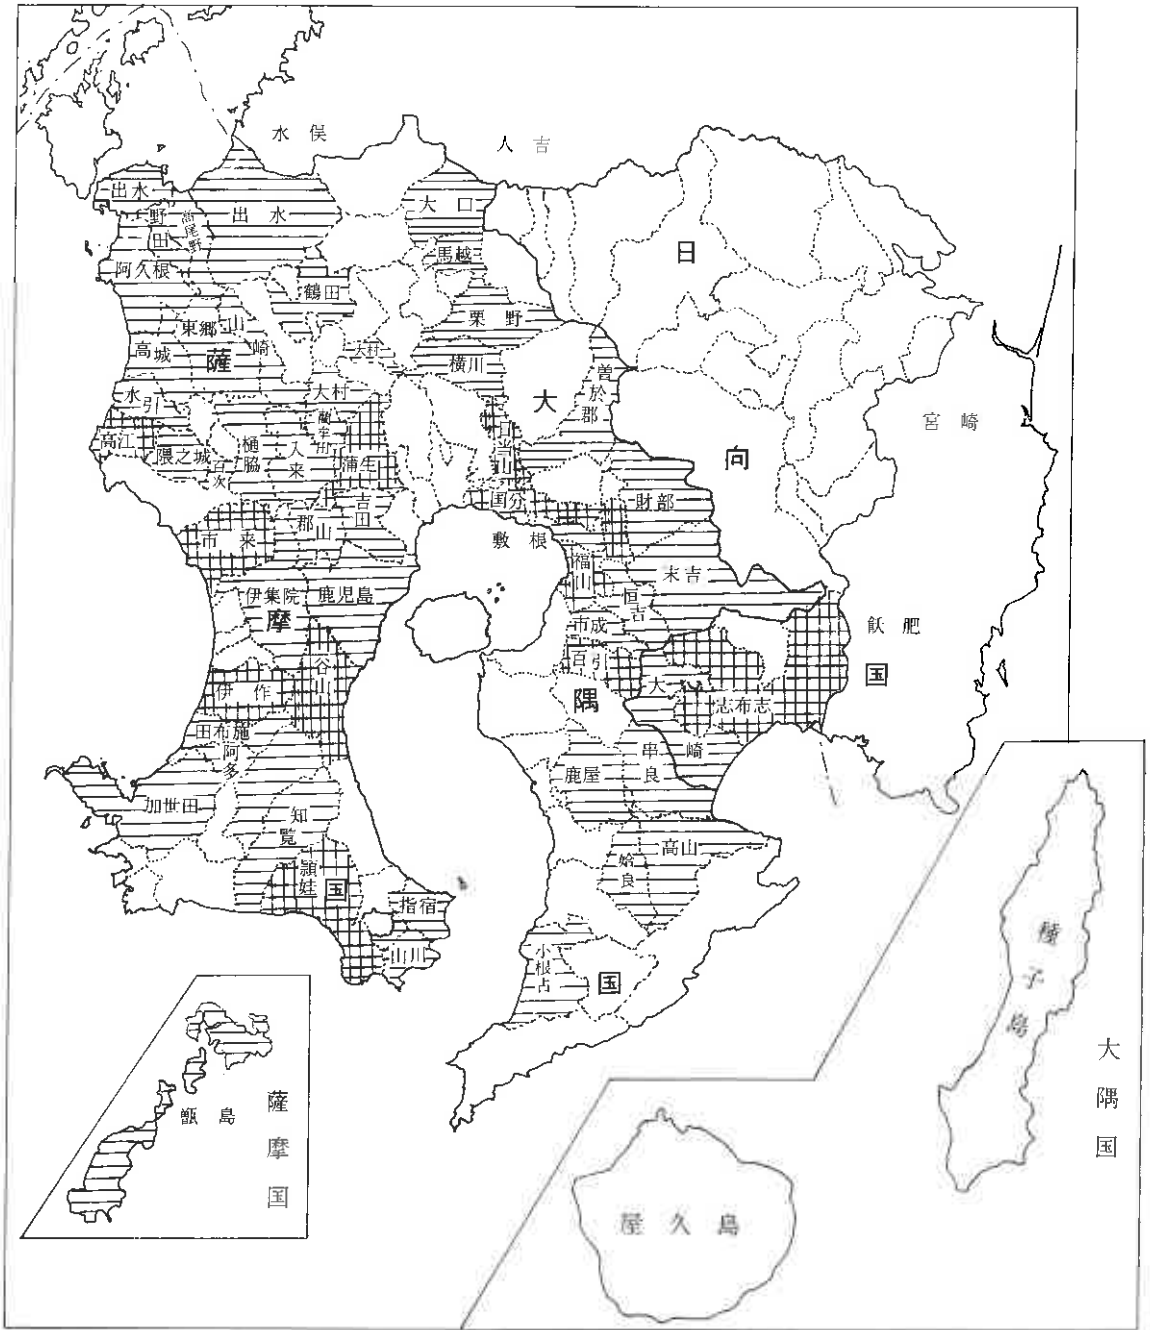 水俣
人吉
出水
野田
高尾野
出水
大口
阿久根
馬越
鶴田
栗野
日
東郷
山崎
高城
薩
大村
横川
曽於郡
水引
大村
大
高江
隈之城
百次
樋脇
入来
藺牟田
蒲生
日当山
向
宮崎
国分
財部
吉田
市来
郡山
敷根
福山
末吉
伊集院
鹿児島
恒吉
摩
市成
飫肥
谷山
百引
国
伊作
隅
大崎
志布志
田布施
阿多
串良
鹿屋
加世田
知覧
高山
姶良
頴娃
国
指宿
山川
小根占
国
種子島
大隅国
甑島
薩摩国
屋久島